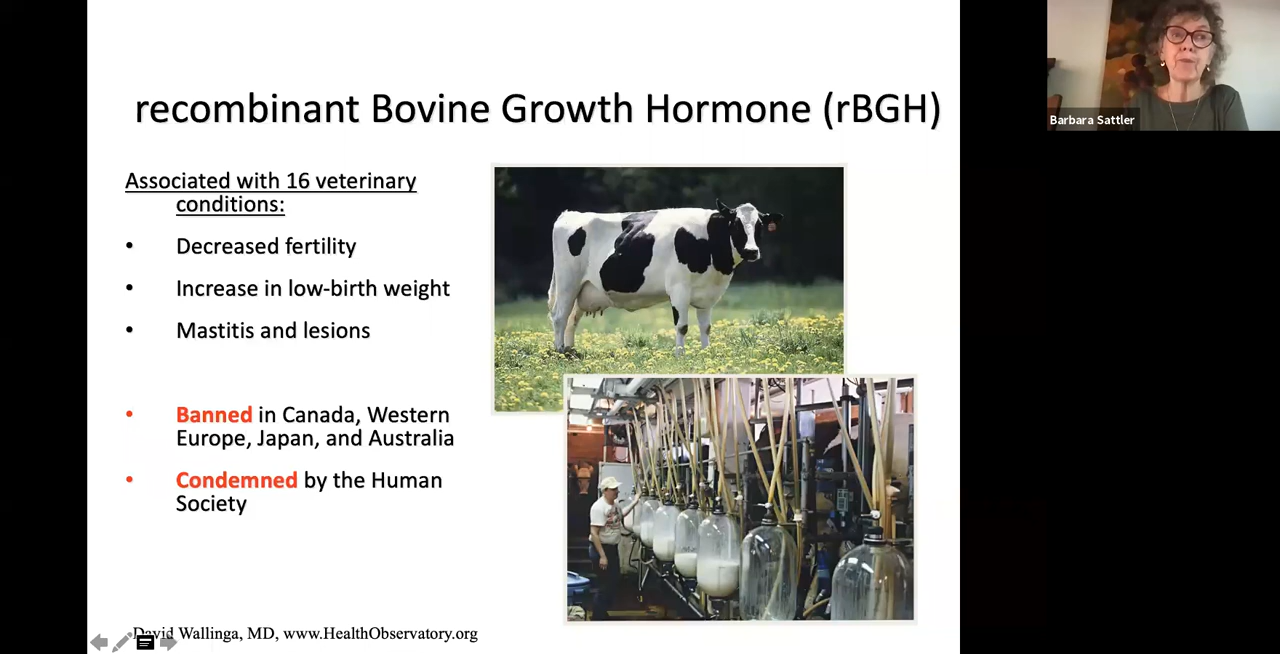 recombinant Bovine Growth Hormone (rBGH)
Associated with 16 veterinary
conditions:
• Decreased fertility
• Increase in low-birth weight
• Mastitis and lesions
• Banned in Canada, Western
Europe, Japan, and Australia
• Condemned by the Human
Society
David Wallinga, MD, www.HealthObservatory.org
Barbara Sattler